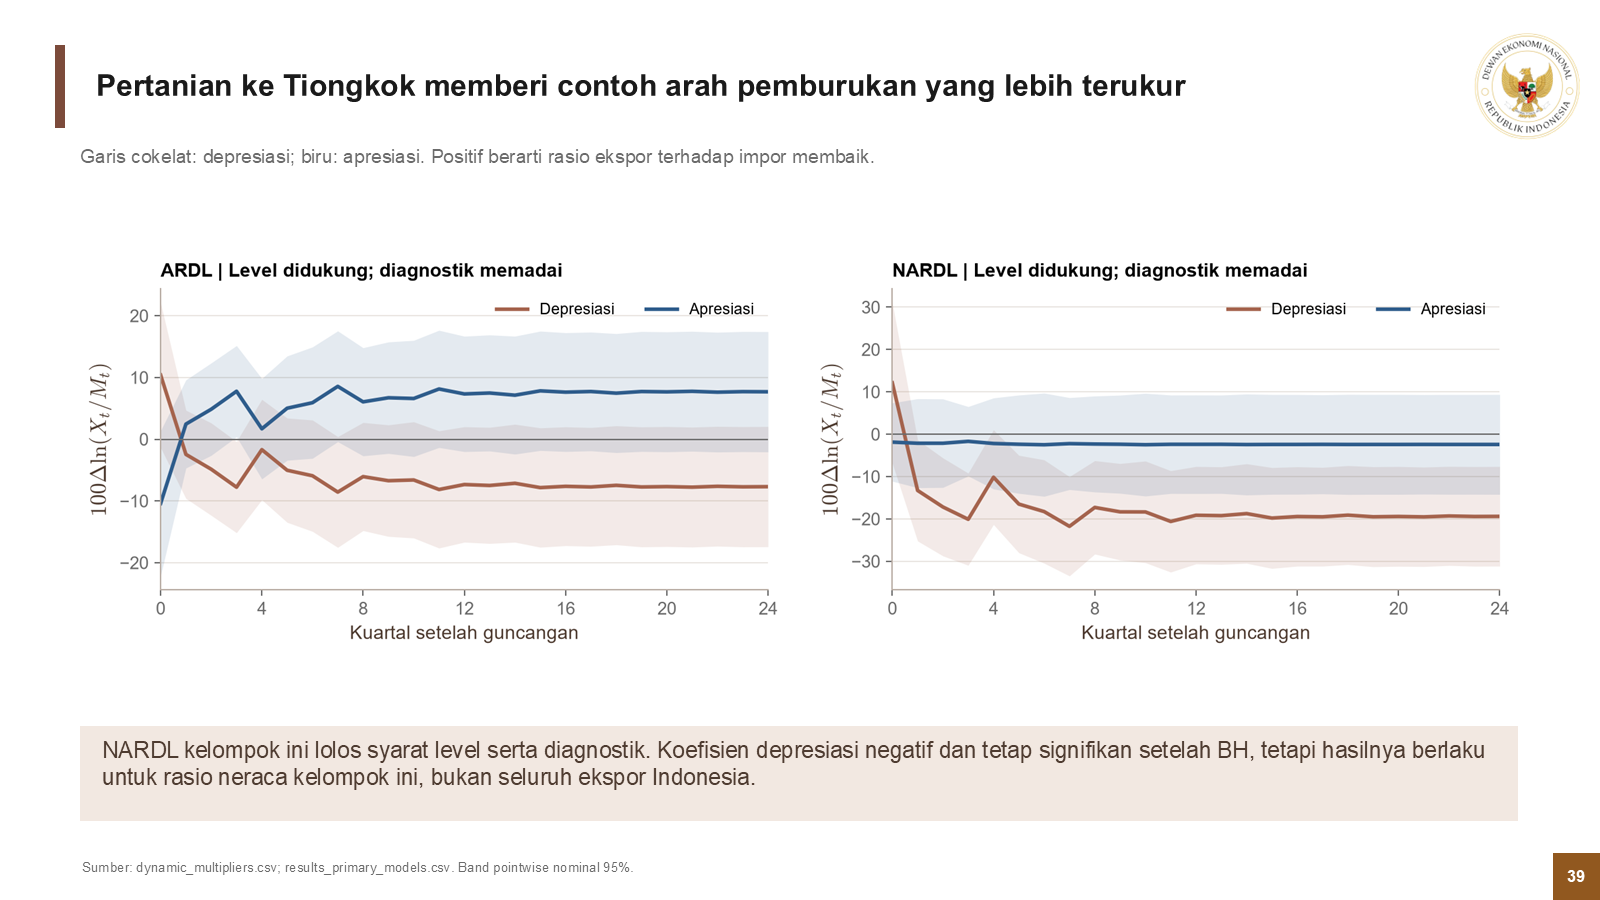 Pertanian ke Tiongkok memberi contoh arah pemburukan yang lebih terukur
DEWAN EKONOMI NASIONAL
REPUBLIK INDONESIA
Garis cokelat: depresiasi; biru: apresiasi. Positif berarti rasio ekspor terhadap impor membaik.
ARDL | Level didukung; diagnostik memadai
Depresiasi
Apresiasi
20
10
0
−10
−20
100Δln(X_t/M_t)
0 4 8 12 16 20 24
Kuartal setelah guncangan
NARDL | Level didukung; diagnostik memadai
Depresiasi
Apresiasi
30
20
10
0
−10
−20
−30
100Δln(X_t/M_t)
0 4 8 12 16 20 24
Kuartal setelah guncangan
NARDL kelompok ini lolos syarat level serta diagnostik. Koefisien depresiasi negatif dan tetap signifikan setelah BH, tetapi hasilnya berlaku
untuk rasio neraca kelompok ini, bukan seluruh ekspor Indonesia.
Sumber: dynamic_multipliers.csv; results_primary_models.csv. Band pointwise nominal 95%.
39